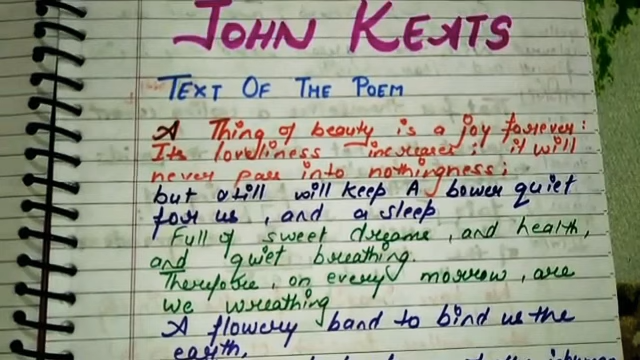 JOHN KEATS
TEXT OF THE POEM
A Thing of beauty is a joy forever:
Its loveliness increases; it will
never pass into nothingness;
but still will keep A bower quiet
for us, and a sleep
Full of sweet dreams, and health,
and quiet breathing.
Therefore, on every morrow, are
we wreathing
A flowery band to bind us the
earth,